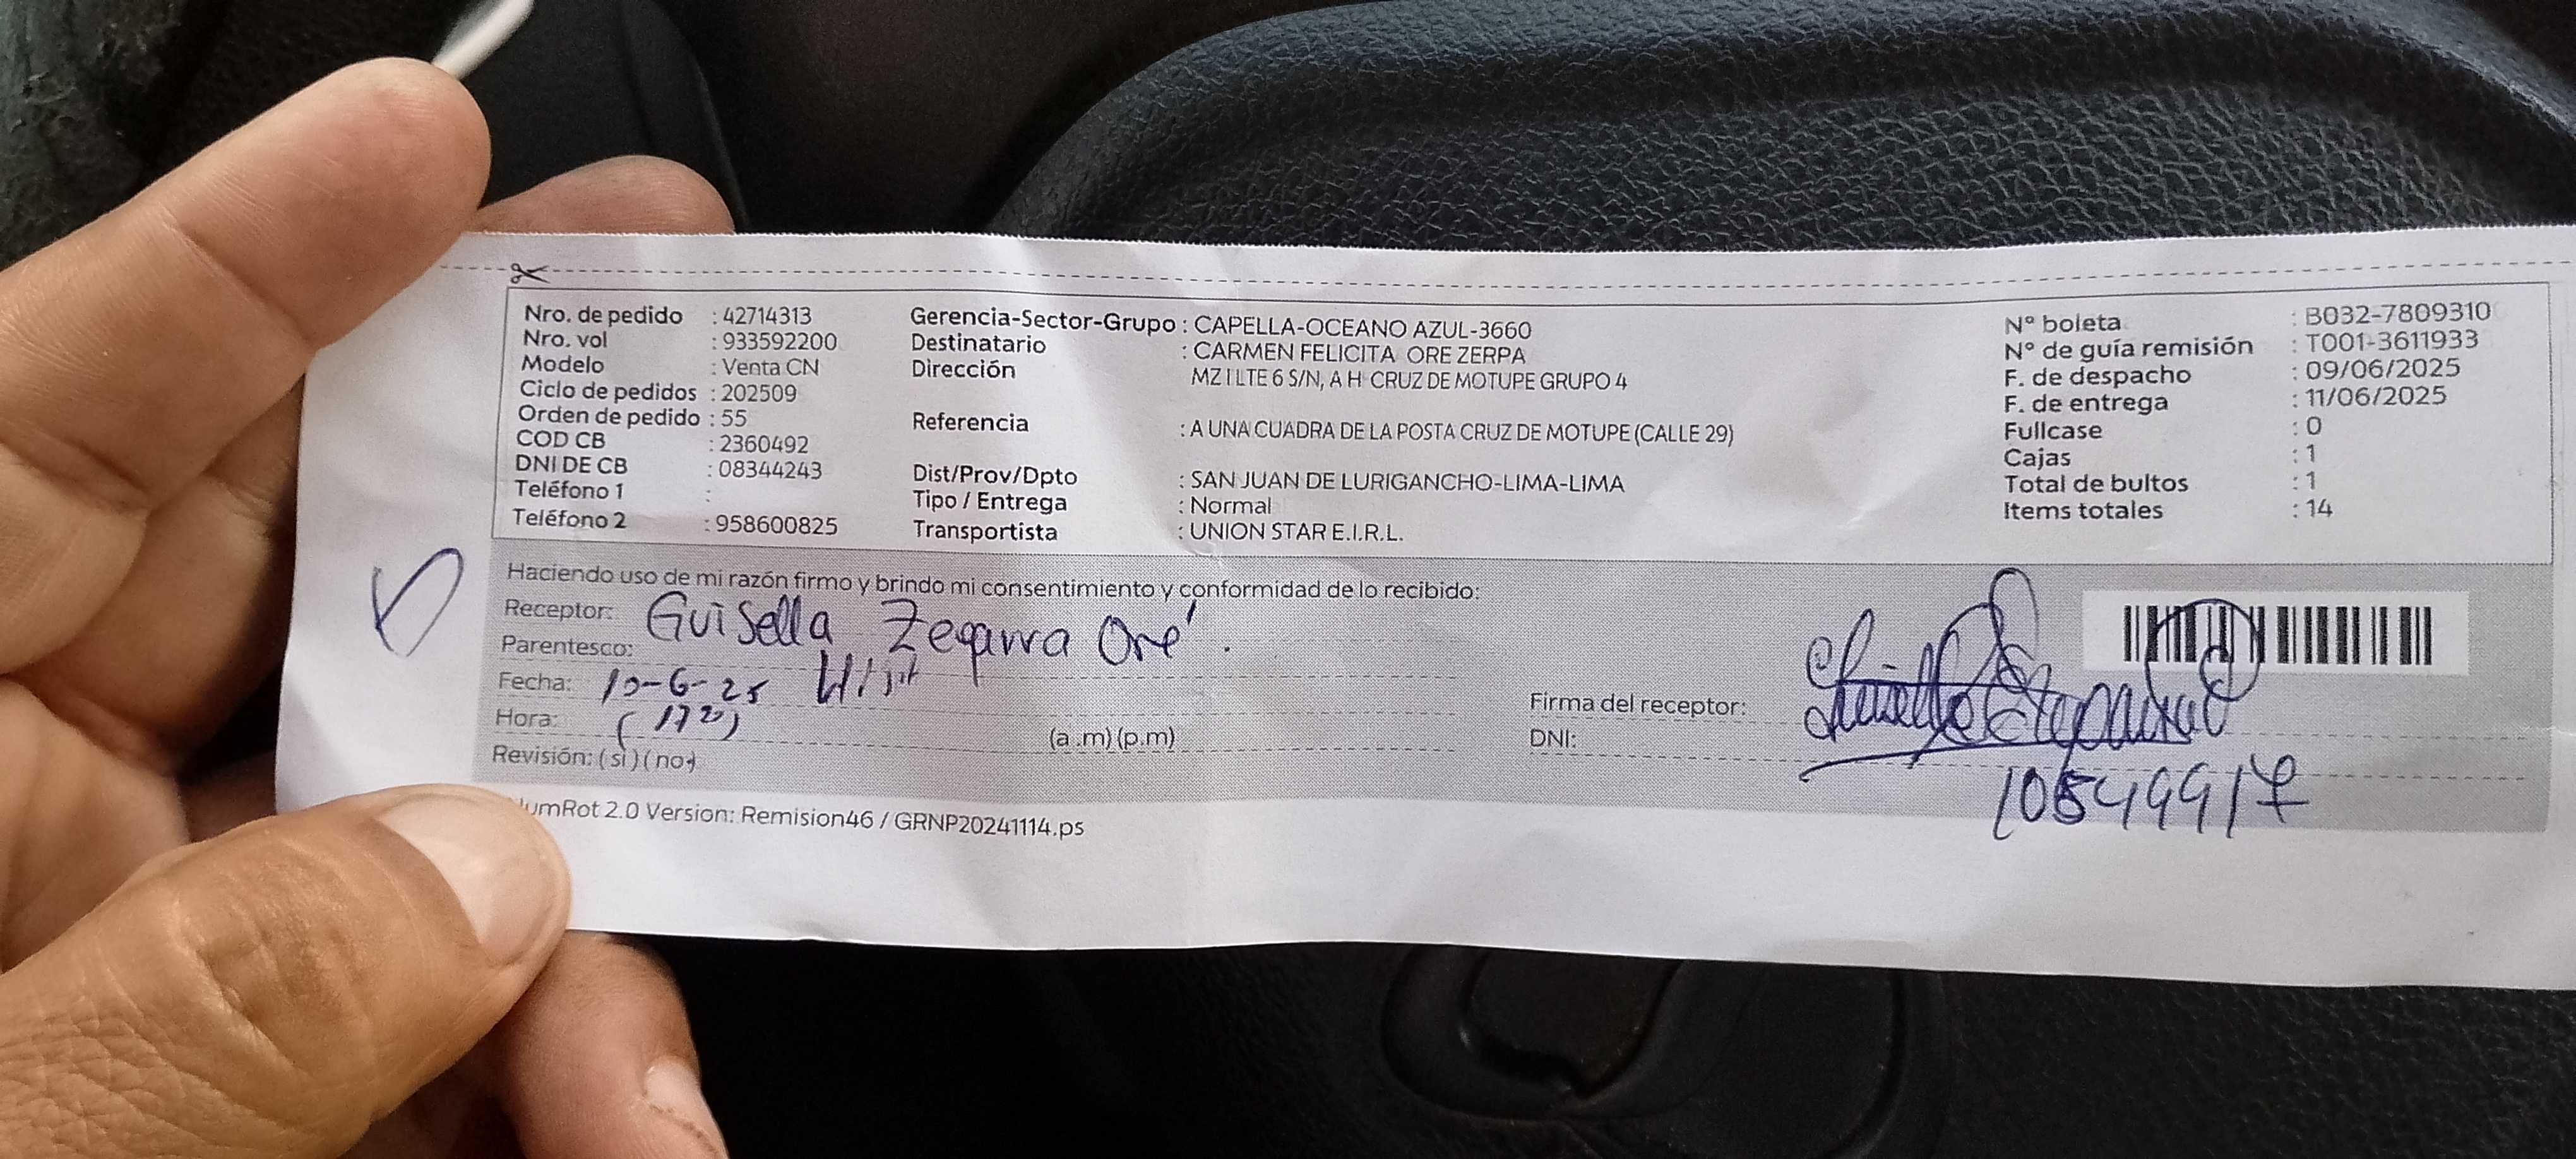 Nro. de pedido : 42714313
Nro. vol : 933592200
Modelo : Venta CN
Ciclo de pedidos : 202509
Orden de pedido : 55
COD CB : 2360492
DNI DE CB : 08344243
Teléfono 1 :
Teléfono 2 : 958600825
Gerencia-Sector-Grupo : CAPELLA-OCEANO AZUL-3660
Destinatario : CARMEN FELICITA ORE ZERPA
Dirección MZ I LTE 6 S/N, A H CRUZ DE MOTUPE GRUPO 4
Referencia : A UNA CUADRA DE LA POSTA CRUZ DE MOTUPE (CALLE 29)
Dist/Prov/Dpto : SAN JUAN DE LURIGANCHO-LIMA-LIMA
Tipo / Entrega : Normal
Transportista : UNION STAR E.I.R.L.
N° boleta : B032-7809310
N° de guía remisión : T001-3611933
F. de despacho : 09/06/2025
F. de entrega : 11/06/2025
Fullcase : 0
Cajas : 1
Total de bultos : 1
Items totales : 14
Haciendo uso de mi razón firmo y brindo mi consentimiento y conformidad de lo recibido:
Receptor: Guisella Zegarra Oré.
Parentesco:
Fecha: 10-6-25
Hora: (a .m) (p.m)
Revisión: (si) (no)
Firma del receptor:
DNI: 10549917
umRot 2.0 Version: Remision46 / GRNP20241114.ps